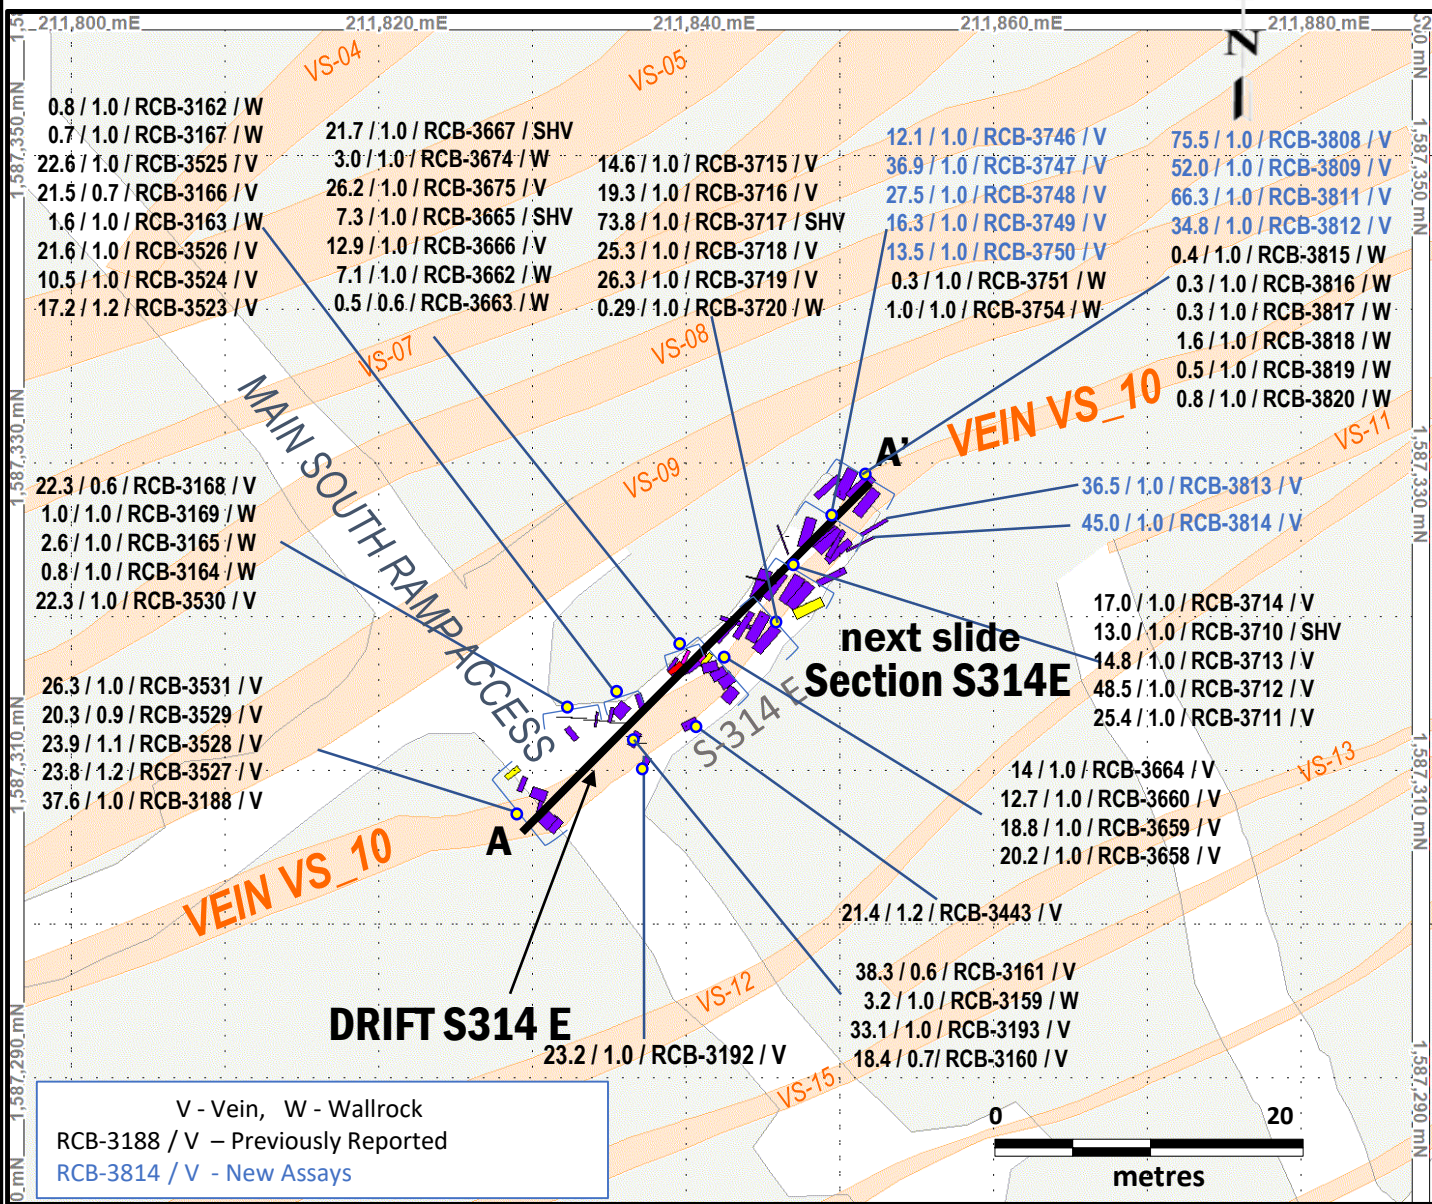 211,800 mE
211,820 mE
211,840 mE
211,860 mE
211,880 mE
N
VS-04
VS-05
0.8 / 1.0 / RCB-3162 / W
0.7 / 1.0 / RCB-3167 / W
22.6 / 1.0 / RCB-3525 / V
21.5 / 0.7 / RCB-3166 / V
1.6 / 1.0 / RCB-3163 / W
21.6 / 1.0 / RCB-3526 / V
10.5 / 1.0 / RCB-3524 / V
17.2 / 1.2 / RCB-3523 / V
21.7 / 1.0 / RCB-3667 / SHV
3.0 / 1.0 / RCB-3674 / W
26.2 / 1.0 / RCB-3675 / V
7.3 / 1.0 / RCB-3665 / SHV
12.9 / 1.0 / RCB-3666 / V
7.1 / 1.0 / RCB-3662 / W
0.5 / 0.6 / RCB-3663 / W
14.6 / 1.0 / RCB-3715 / V
19.3 / 1.0 / RCB-3716 / V
73.8 / 1.0 / RCB-3717 / SHV
25.3 / 1.0 / RCB-3718 / V
26.3 / 1.0 / RCB-3719 / V
0.29 / 1.0 / RCB-3720 / W
12.1 / 1.0 / RCB-3746 / V
36.9 / 1.0 / RCB-3747 / V
27.5 / 1.0 / RCB-3748 / V
16.3 / 1.0 / RCB-3749 / V
13.5 / 1.0 / RCB-3750 / V
0.3 / 1.0 / RCB-3751 / W
1.0 / 1.0 / RCB-3754 / W
75.5 / 1.0 / RCB-3808 / V
52.0 / 1.0 / RCB-3809 / V
66.3 / 1.0 / RCB-3811 / V
34.8 / 1.0 / RCB-3812 / V
0.4 / 1.0 / RCB-3815 / W
0.3 / 1.0 / RCB-3816 / W
0.3 / 1.0 / RCB-3817 / W
1.6 / 1.0 / RCB-3818 / W
0.5 / 1.0 / RCB-3819 / W
0.8 / 1.0 / RCB-3820 / W
1,587,350 mN
1,587,350 mN
VS-07
VS-08
MAIN SOUTH RAMP ACCESS
VEIN VS_10
VS-11
VS-09
A'
1,587,330 mN
1,587,330 mN
22.3 / 0.6 / RCB-3168 / V
1.0 / 1.0 / RCB-3169 / W
2.6 / 1.0 / RCB-3165 / W
0.8 / 1.0 / RCB-3164 / W
22.3 / 1.0 / RCB-3530 / V
36.5 / 1.0 / RCB-3813 / V
45.0 / 1.0 / RCB-3814 / V
17.0 / 1.0 / RCB-3714 / V
13.0 / 1.0 / RCB-3710 / SHV
14.8 / 1.0 / RCB-3713 / V
48.5 / 1.0 / RCB-3712 / V
25.4 / 1.0 / RCB-3711 / V
next slide
Section S314E
S-314 E
26.3 / 1.0 / RCB-3531 / V
20.3 / 0.9 / RCB-3529 / V
23.9 / 1.1 / RCB-3528 / V
23.8 / 1.2 / RCB-3527 / V
37.6 / 1.0 / RCB-3188 / V
1,587,310 mN
1,587,310 mN
VS-13
14 / 1.0 / RCB-3664 / V
12.7 / 1.0 / RCB-3660 / V
18.8 / 1.0 / RCB-3659 / V
20.2 / 1.0 / RCB-3658 / V
A
VEIN VS_10
21.4 / 1.2 / RCB-3443 / V
VS-12
38.3 / 0.6 / RCB-3161 / V
3.2 / 1.0 / RCB-3159 / W
33.1 / 1.0 / RCB-3193 / V
18.4 / 0.7/ RCB-3160 / V
DRIFT S314 E
23.2 / 1.0 / RCB-3192 / V
VS-15
1,587,290 mN
1,587,290 mN
V - Vein, W - Wallrock
RCB-3188 / V – Previously Reported
RCB-3814 / V - New Assays
0 20
metres